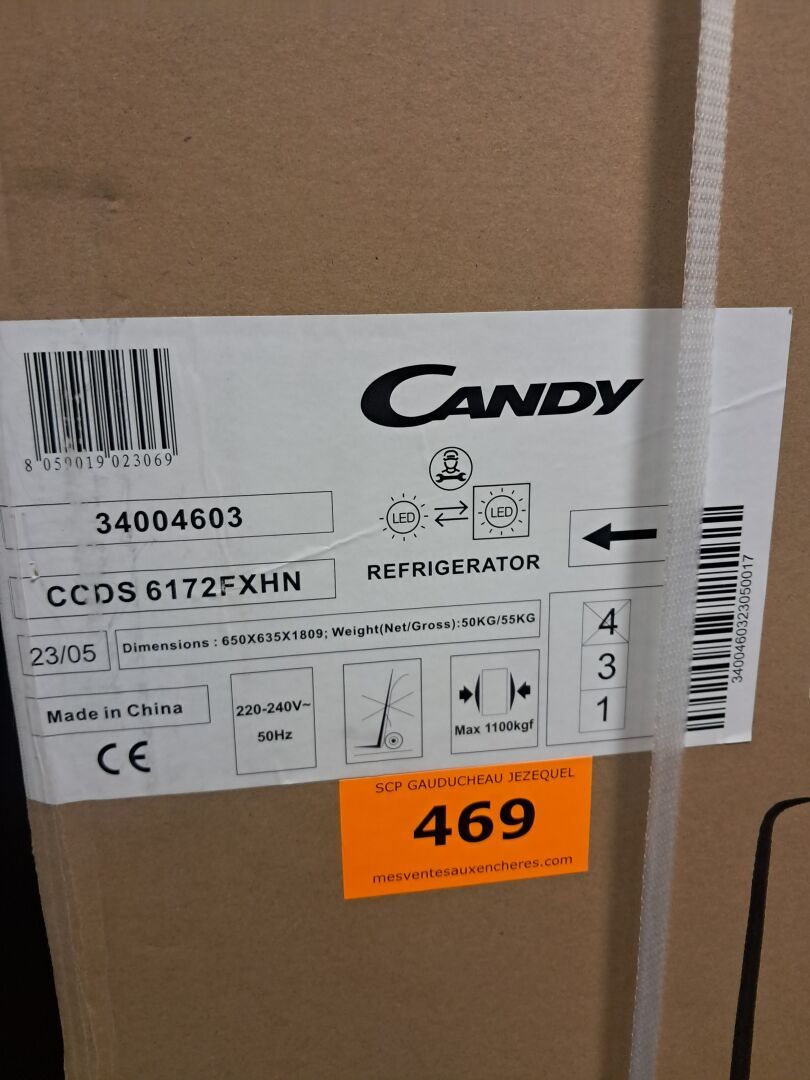 CANDY
8 059019 023069
34004603
LED LED
REFRIGERATOR
CCDS 6172FXHN
23/05
Dimensions : 650X635X1809; Weight(Net/Gross):50KG/55KG
4
3
1
Made in China
220-240V~
50Hz
Max 1100kgf
CE
3400460323050017
SCP GAUDUCHEAU JEZEQUEL
469
mesventesauxencheres.com